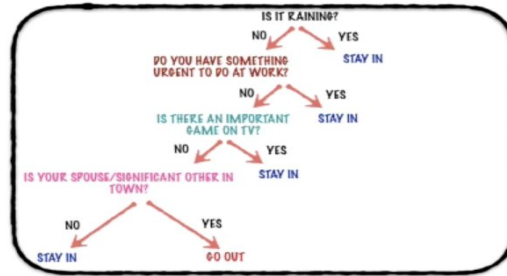 IS IT RAINING?
NO YES
DO YOU HAVE SOMETHING
URGENT TO DO AT WORK?
STAY IN
NO YES
IS THERE AN IMPORTANT
GAME ON TV?
STAY IN
NO YES
IS YOUR SPOUSE/SIGNIFICANT OTHER IN
TOWN?
STAY IN
NO YES
STAY IN GO OUT